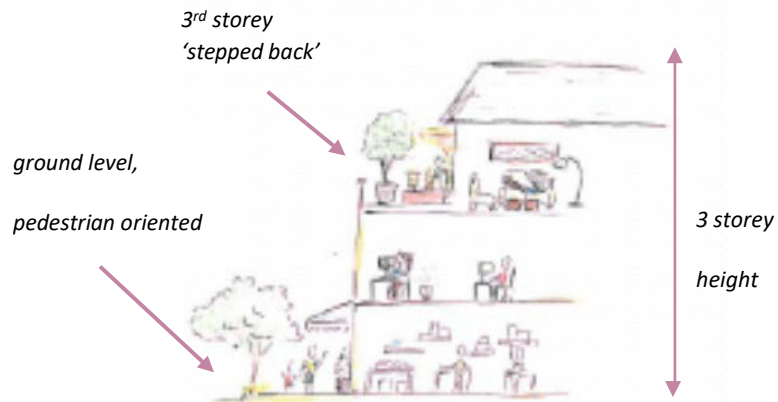 3rd storey
‘stepped back’
ground level,
pedestrian oriented
3 storey
height